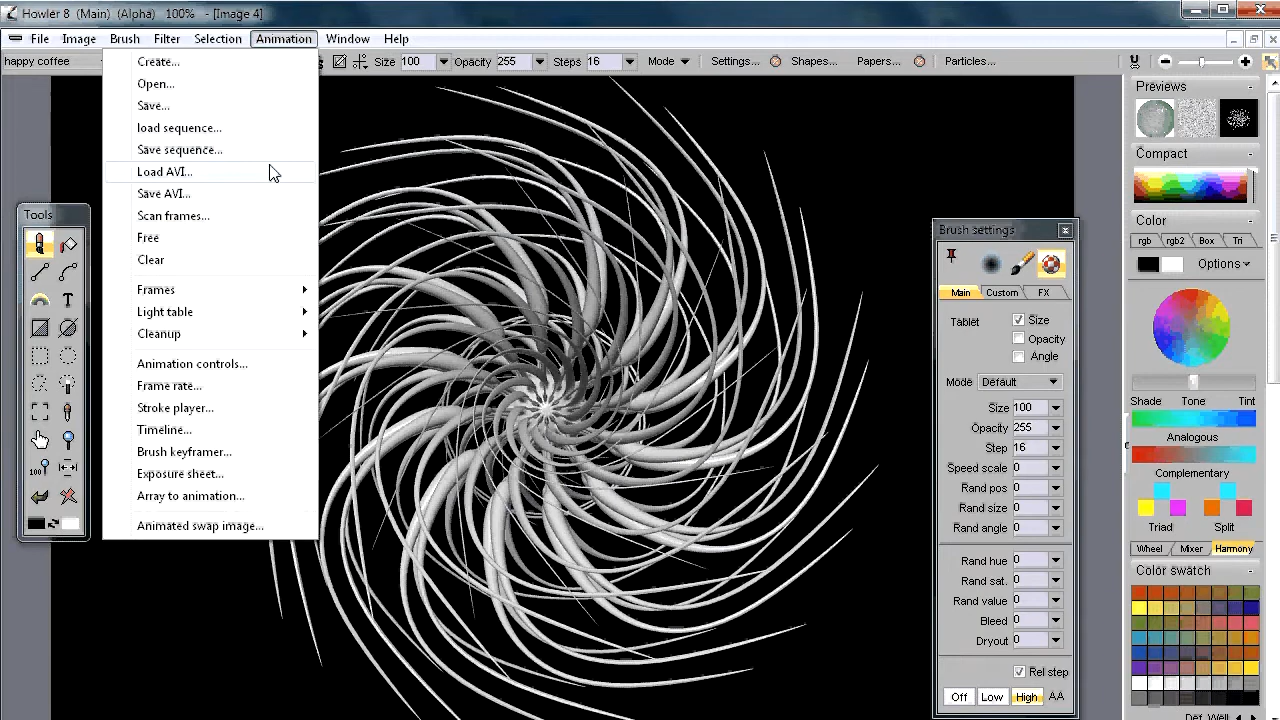 Howler 8 (Main) (Alpha) 100% - [Image 4]
File Image Brush Filter Selection Animation Window Help
happy coffee Size 100 Opacity 255 Step 16 Mode Settings... Shapes... Papers... Particles...
Create...
Open...
Save...
load sequence...
Save sequence...
Load AVI...
Save AVI...
Scan frames...
Free
Clear
Frames
Light table
Cleanup
Animation controls...
Frame rate...
Stroke player...
Timeline...
Brush keyframer...
Exposure sheet...
Array to animation...
Animated swap image...
Tools
T
100%
Brush settings
Main Custom FX
Tablet Size
Opacity
Angle
Mode Default
Size 100
Opacity 255
Step 16
Speed scale 0
Rand pos 0
Rand size 0
Rand angle 0
Rand hue 0
Rand sat. 0
Rand value 0
Bleed 0
Dryout 0
Rel step
Off Low High AA
Previews -
Compact -
Color -
rgb rgb2 Box Tri
Options
Shade Tone Tint
Analogous
Complementary
Triad Split
Wheel Mixer Harmony
Color swatch -
Def. Well